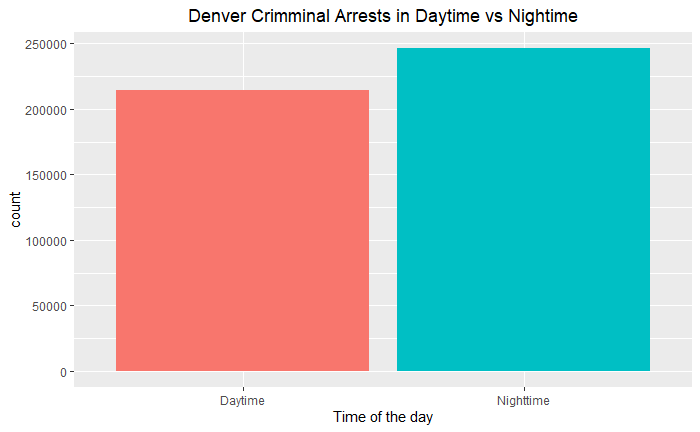 Denver Crimminal Arrests in Daytime vs Nightime
250000
200000
150000
100000
50000
0
count
Daytime Nighttime
Time of the day